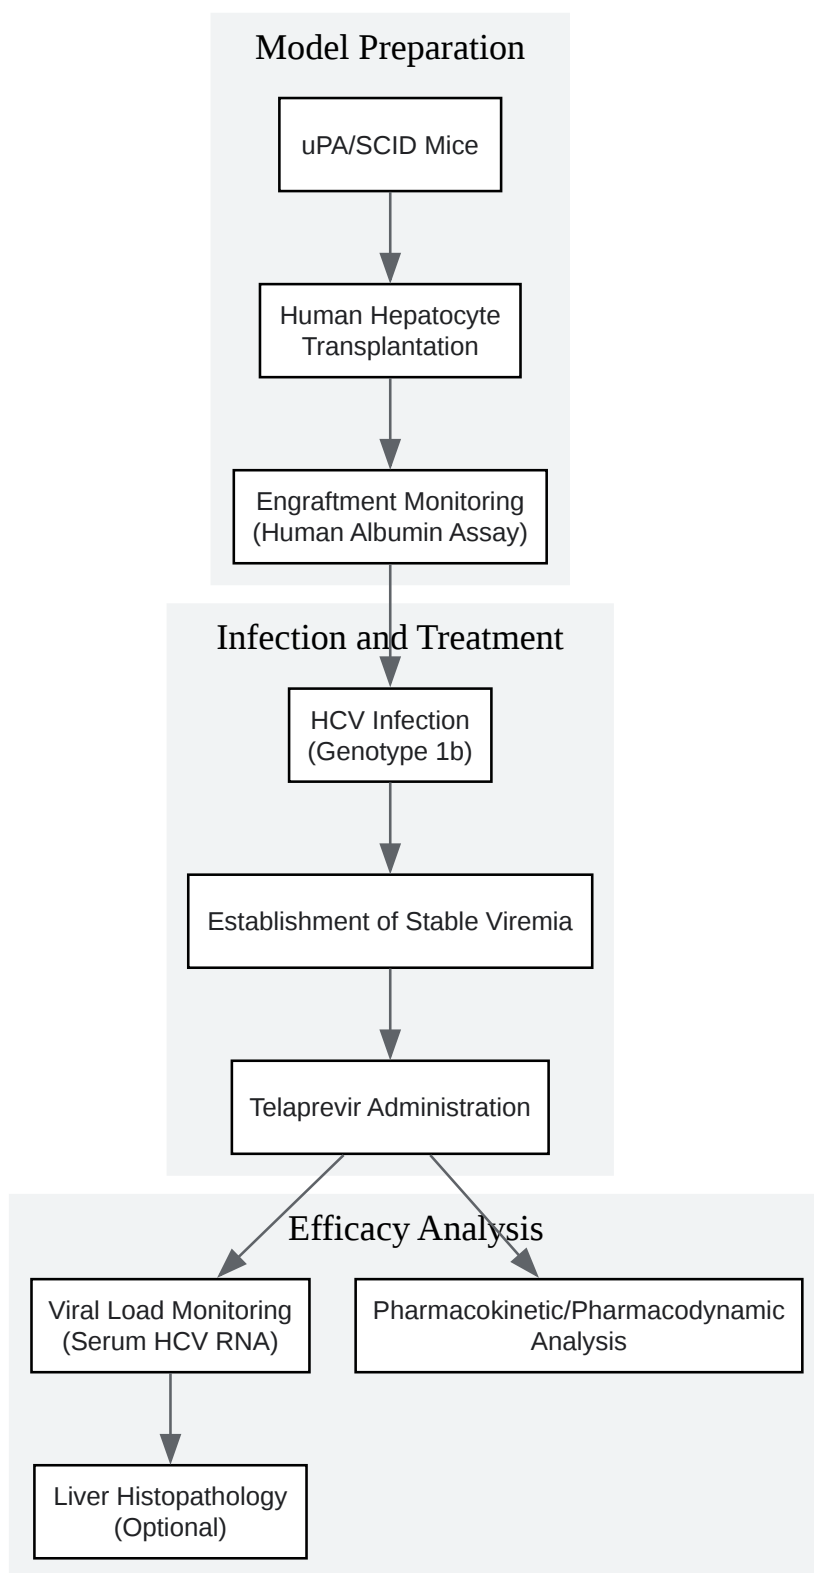 Model Preparation
uPA/SCID Mice
Human Hepatocyte
Transplantation
Engraftment Monitoring
(Human Albumin Assay)
Infection and Treatment
HCV Infection
(Genotype 1b)
Establishment of Stable Viremia
Telaprevir Administration
Efficacy Analysis
Viral Load Monitoring
(Serum HCV RNA)
Pharmacokinetic/Pharmacodynamic
Analysis
Liver Histopathology
(Optional)